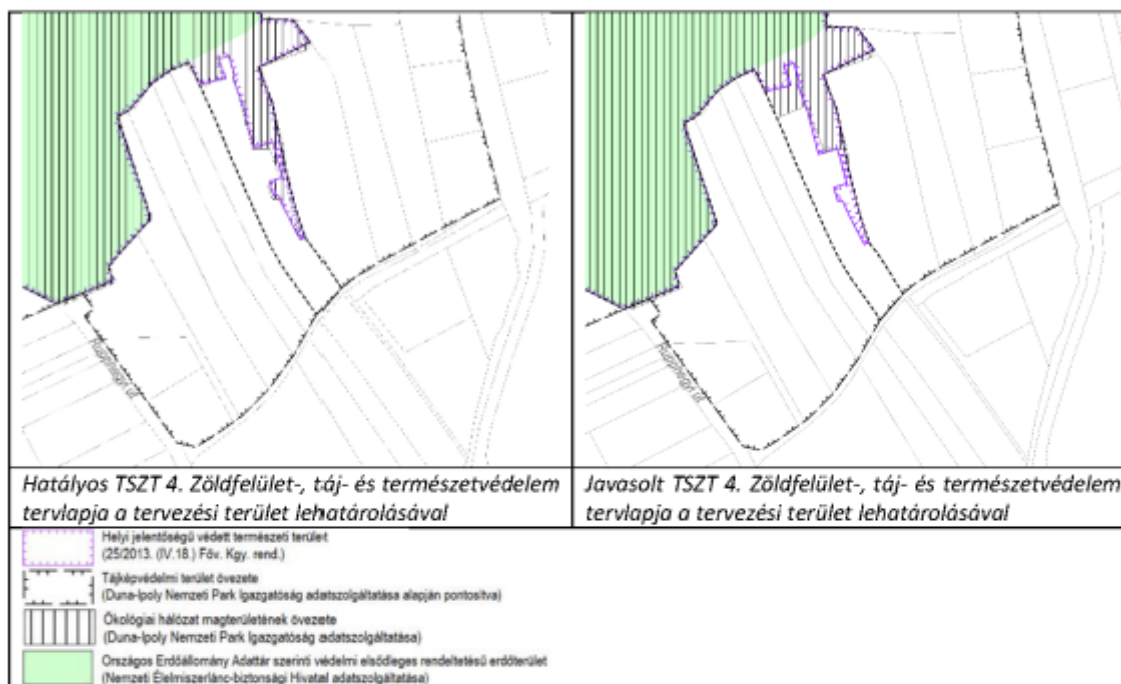 Hatályos TSZT 4. Zöldfelület-, táj- és természetvédelem
tervlapja a tervezési terület lehatárolásával
Javasolt TSZT 4. Zöldfelület-, táj- és természetvédelem
tervlapja a tervezési terület lehatárolásával
Helyi jelentőségű védett természeti terület
(25/2013. (IV.18.) Főv. Kgy. rend.)
Tájképvédelmi terület övezete
(Duna-Ipoly Nemzeti Park Igazgatóság adatszolgáltatása alapján pontosítva)
Ökológiai hálózat magterületének övezete
(Duna-Ipoly Nemzeti Park Igazgatóság adatszolgáltatása)
Országos Erdőállomány Adattár szerinti védelmi elsődleges rendeltetésű erdőterület
(Nemzeti Élelmiszerlánc-biztonsági Hivatal adatszolgáltatása)